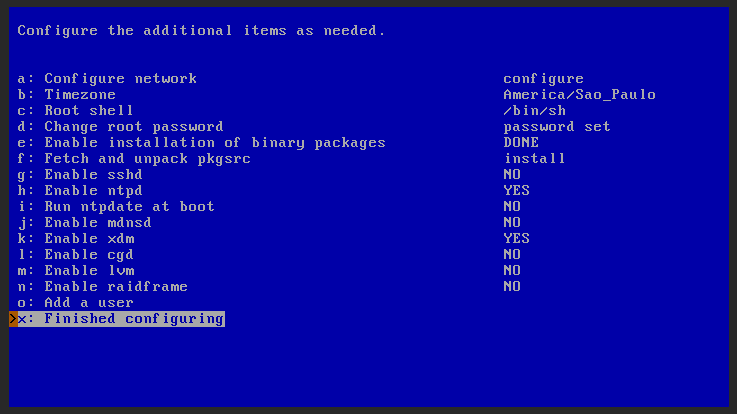 Configure the additional items as needed.
a: Configure network configure
b: Timezone America/Sao_Paulo
c: Root shell /bin/sh
d: Change root password password set
e: Enable installation of binary packages DONE
f: Fetch and unpack pkgsrc install
g: Enable sshd NO
h: Enable ntpd YES
i: Run ntpdate at boot NO
j: Enable mdnsd NO
k: Enable xdm YES
l: Enable cgd NO
m: Enable lvm NO
n: Enable raidframe NO
o: Add a user
>x: Finished configuring